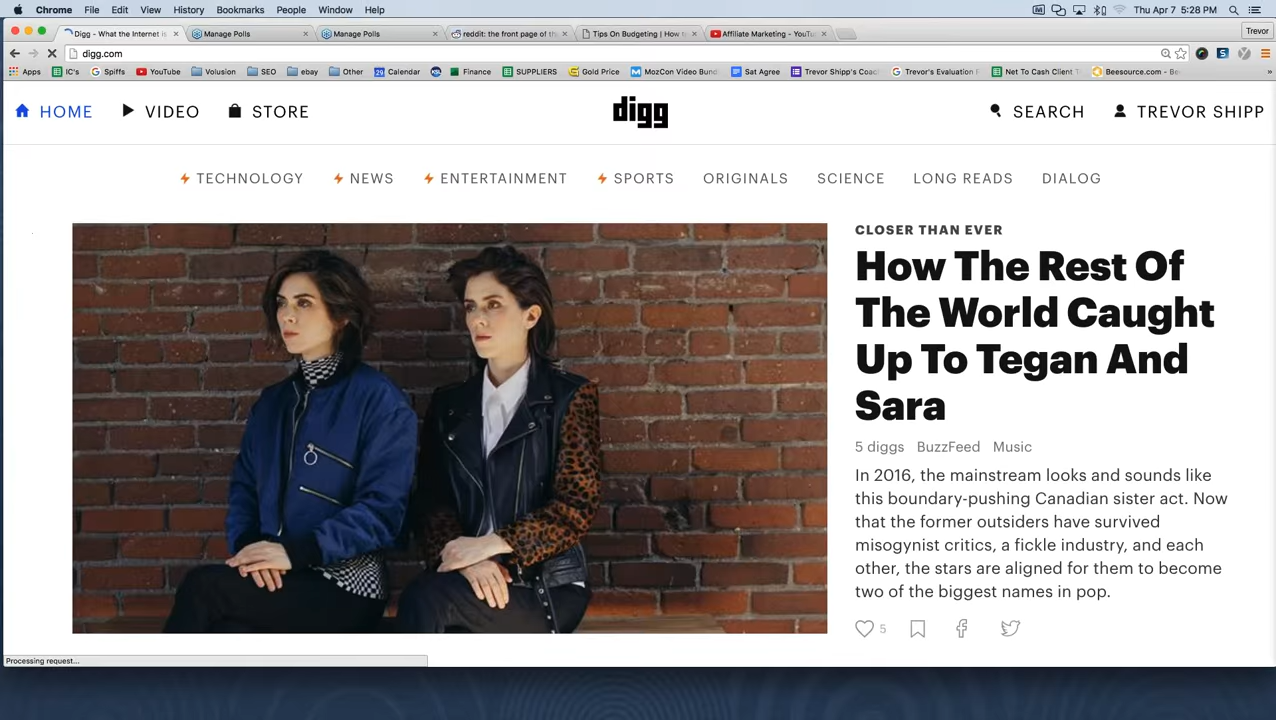 Chrome File Edit View History Bookmarks People Window Help Thu Apr 7 5:28 PM
Digg - What the Internet is Manage Polls Manage Polls reddit: the front page of th Tips On Budgeting | How t Affiliate Marketing - YouTu Trevor
digg.com
Apps IC's Spiffs YouTube Volusion SEO ebay Other Calendar Finance SUPPLIERS Gold Price MozCon Video Bund Sat Agree Trevor Shipp's Coac Trevor's Evaluation Net To Cash Client T Beesource.com - Be »
HOME VIDEO STORE digg SEARCH TREVOR SHIPP
TECHNOLOGY NEWS ENTERTAINMENT SPORTS ORIGINALS SCIENCE LONG READS DIALOG
CLOSER THAN EVER
How The Rest Of
The World Caught
Up To Tegan And
Sara
5 diggs BuzzFeed Music
In 2016, the mainstream looks and sounds like
this boundary-pushing Canadian sister act. Now
that the former outsiders have survived
misogynist critics, a fickle industry, and each
other, the stars are aligned for them to become
two of the biggest names in pop.
5
Processing request...